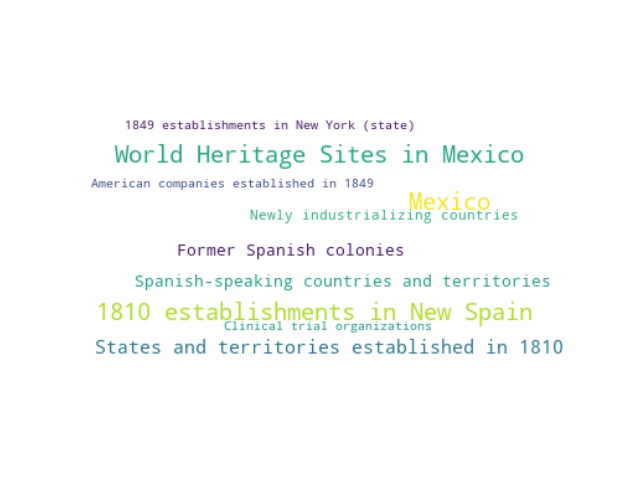 1849 establishments in New York (state)
World Heritage Sites in Mexico
American companies established in 1849
Mexico
Newly industrializing countries
Former Spanish colonies
Spanish-speaking countries and territories
1810 establishments in New Spain
Clinical trial organizations
States and territories established in 1810